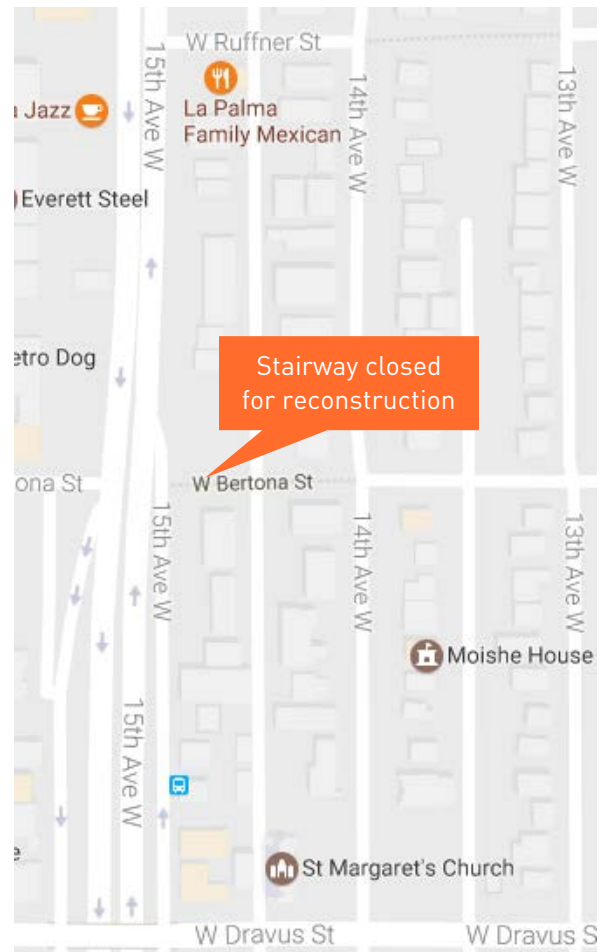 W Ruffner St
15th Ave W
Jazz
La Palma
Family Mexican
14th Ave W
13th Ave W
Everett Steel
etro Dog
Stairway closed
for reconstruction
ona St
W Bertona St
15th Ave W
14th Ave W
13th Ave W
Moishe House
15th Ave W
St Margaret's Church
e
W Dravus St
W Dravus S